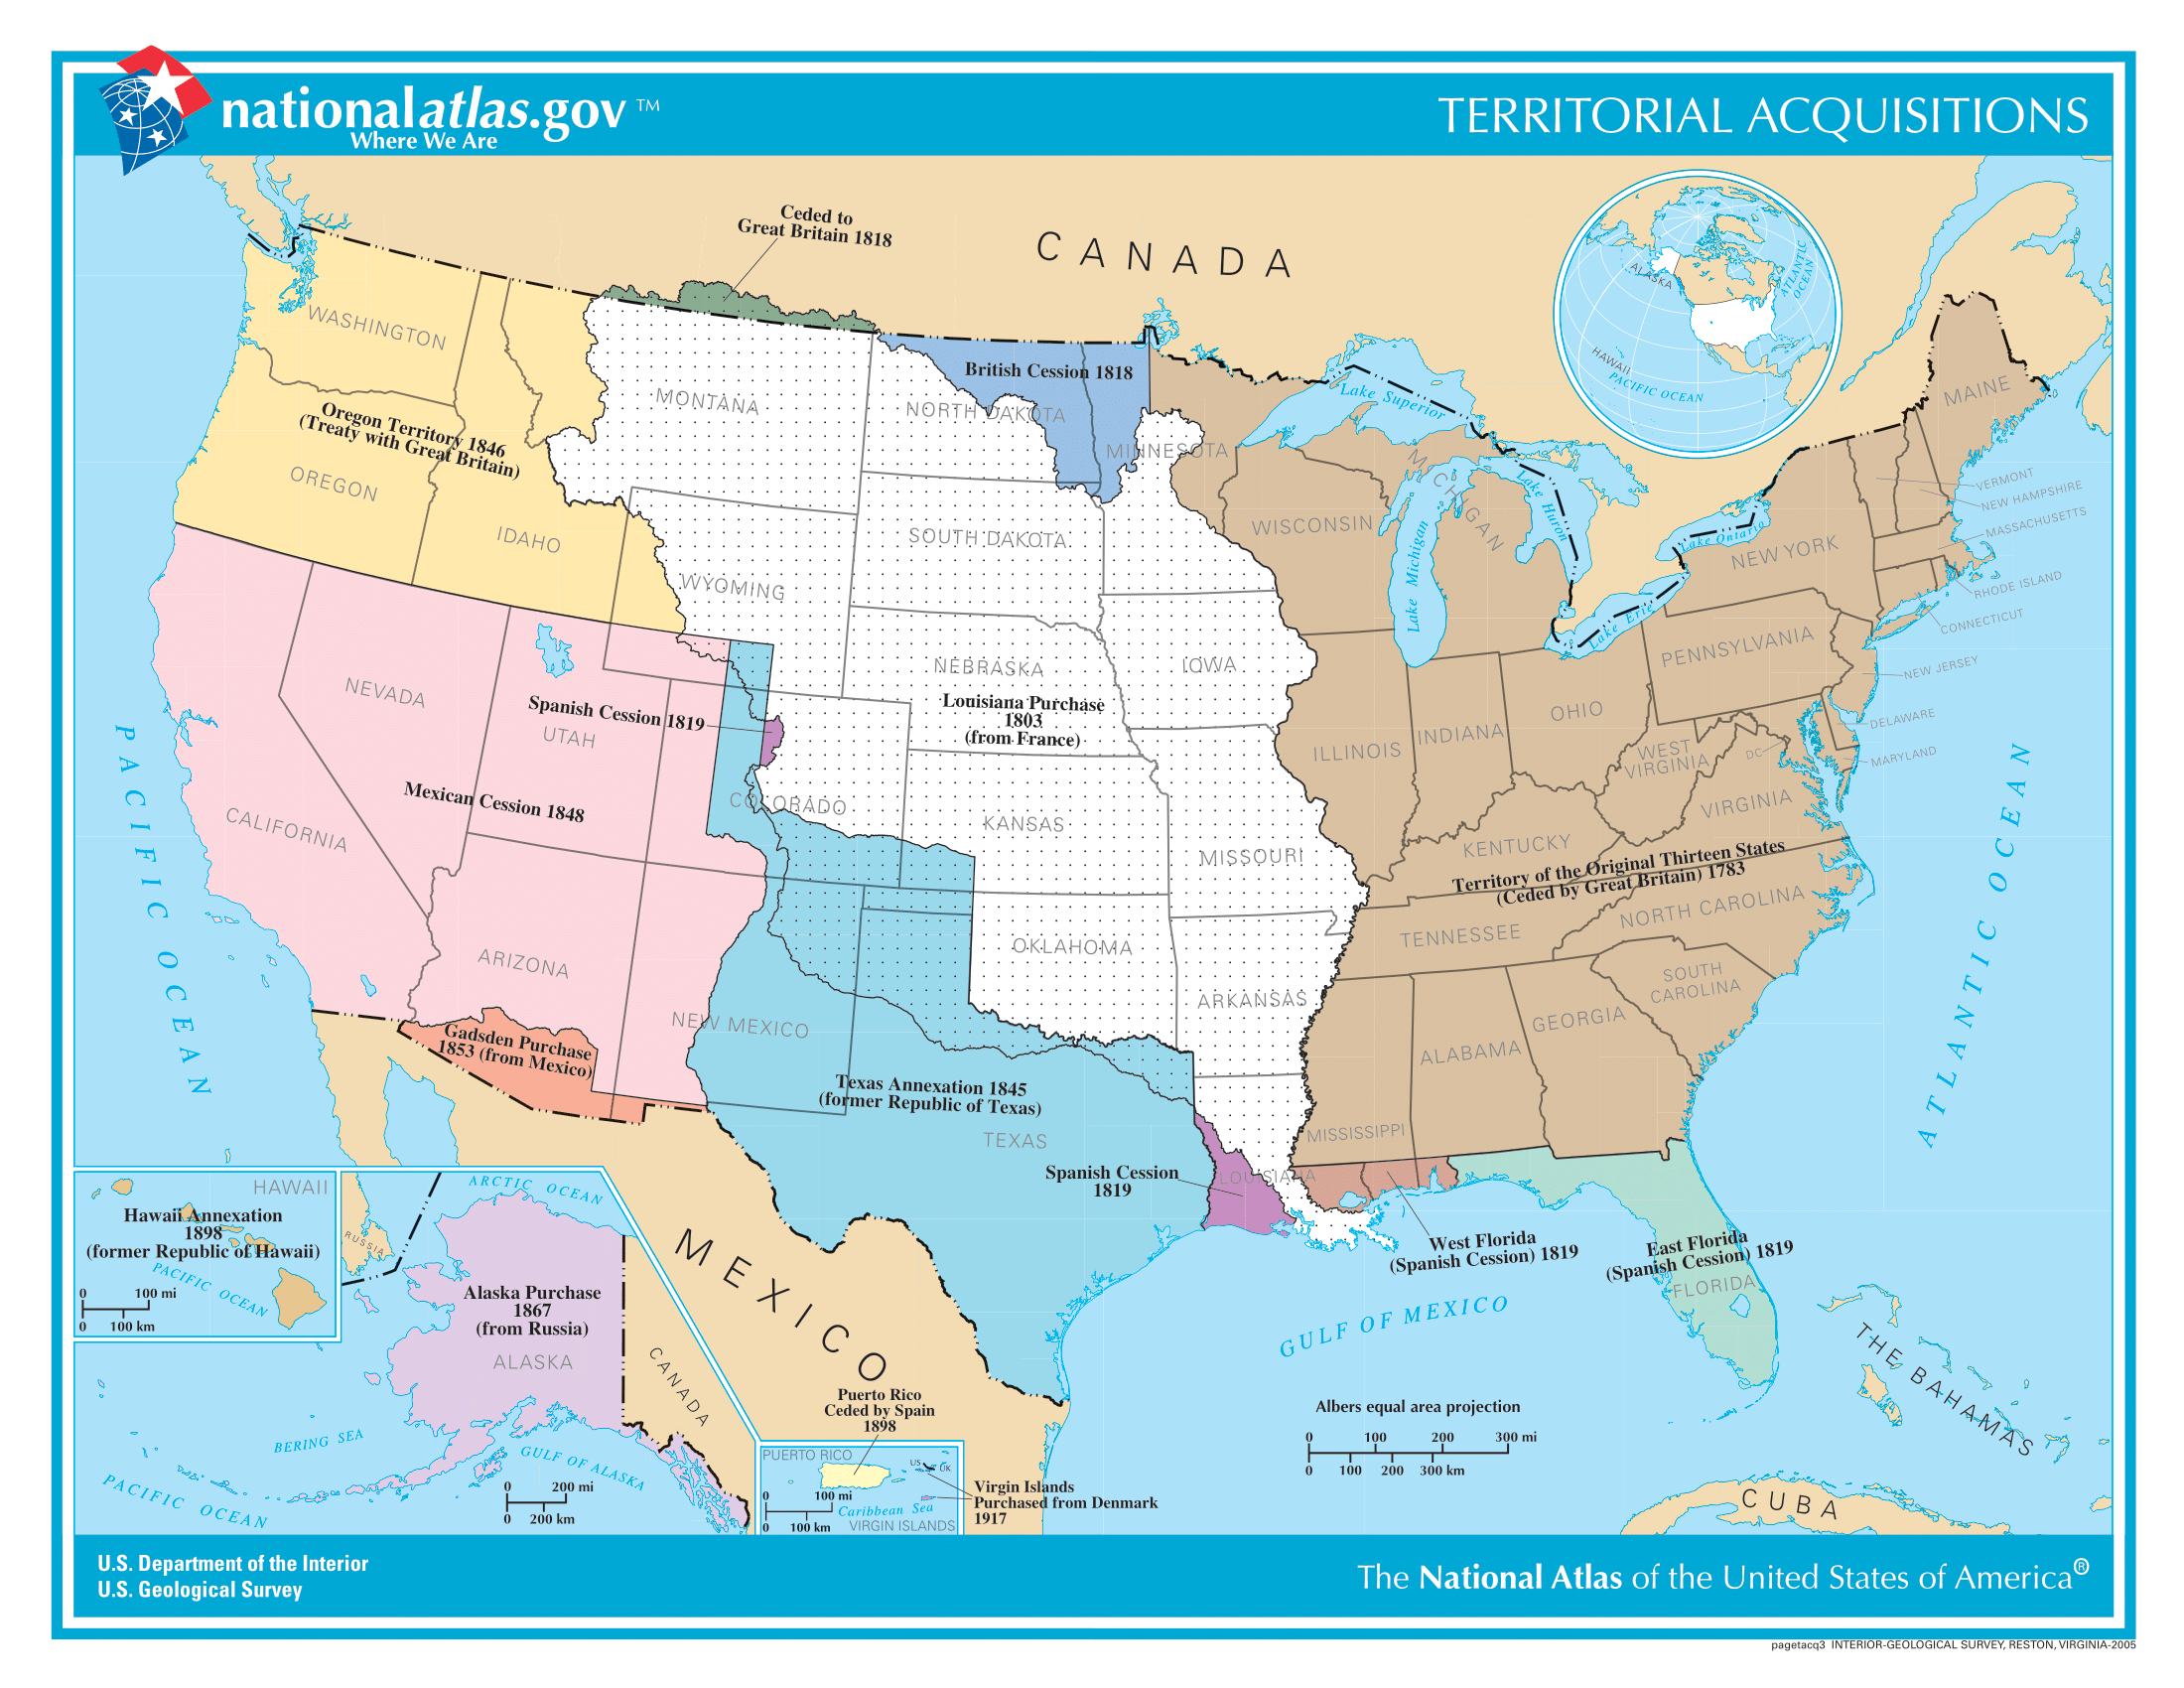 nationalatlas.gov ™
Where We Are
TERRITORIAL ACQUISITIONS
Ceded to
Great Britain 1818
CANADA
ALASKA
ATLANTIC
OCEAN
HAWAII
PACIFIC OCEAN
WASHINGTON
Oregon Territory 1846
(Treaty with Great Britain)
OREGON
IDAHO
MONTANA
British Cession 1818
NORTH DAKOTA
MINNESOTA
Lake Superior
MICHIGAN
Lake Huron
Lake Michigan
Lake Ontario
Lake Erie
MAINE
VERMONT
NEW HAMPSHIRE
MASSACHUSETTS
RHODE ISLAND
CONNECTICUT
NEW JERSEY
DELAWARE
MARYLAND
DC
WISCONSIN
NEW YORK
PENNSYLVANIA
SOUTH DAKOTA
WYOMING
NEBRASKA
IOWA
Louisiana Purchase
1803
(from France)
NEVADA
UTAH
Spanish Cession 1819
COLORADO
KANSAS
MISSOURI
ILLINOIS
INDIANA
OHIO
WEST
VIRGINIA
VIRGINIA
KENTUCKY
Territory of the Original Thirteen States
(Ceded by Great Britain) 1783
CALIFORNIA
Mexican Cession 1848
ARIZONA
NEW MEXICO
OKLAHOMA
ARKANSAS
TENNESSEE
NORTH CAROLINA
SOUTH
CAROLINA
GEORGIA
ALABAMA
MISSISSIPPI
Gadsden Purchase
1853 (from Mexico)
Texas Annexation 1845
(former Republic of Texas)
TEXAS
Spanish Cession
1819
LOUISIANA
West Florida
(Spanish Cession) 1819
East Florida
(Spanish Cession) 1819
FLORIDA
PACIFIC OCEAN
ATLANTIC OCEAN
GULF OF MEXICO
MEXICO
THE BAHAMAS
CUBA
HAWAII
Hawaii Annexation
1898
(former Republic of Hawaii)
PACIFIC OCEAN
0 100 mi
0 100 km
ARCTIC OCEAN
RUSSIA
Alaska Purchase
1867
(from Russia)
ALASKA
CANADA
BERING SEA
GULF OF ALASKA
PACIFIC OCEAN
0 200 mi
0 200 km
Puerto Rico
Ceded by Spain
1898
PUERTO RICO
US UK
0 100 mi
Caribbean Sea
0 100 km
VIRGIN ISLANDS
Virgin Islands
Purchased from Denmark
1917
Albers equal area projection
0 100 200 300 mi
0 100 200 300 km
U.S. Department of the Interior
U.S. Geological Survey
The National Atlas of the United States of America®
pagetacq3 INTERIOR-GEOLOGICAL SURVEY, RESTON, VIRGINIA-2005